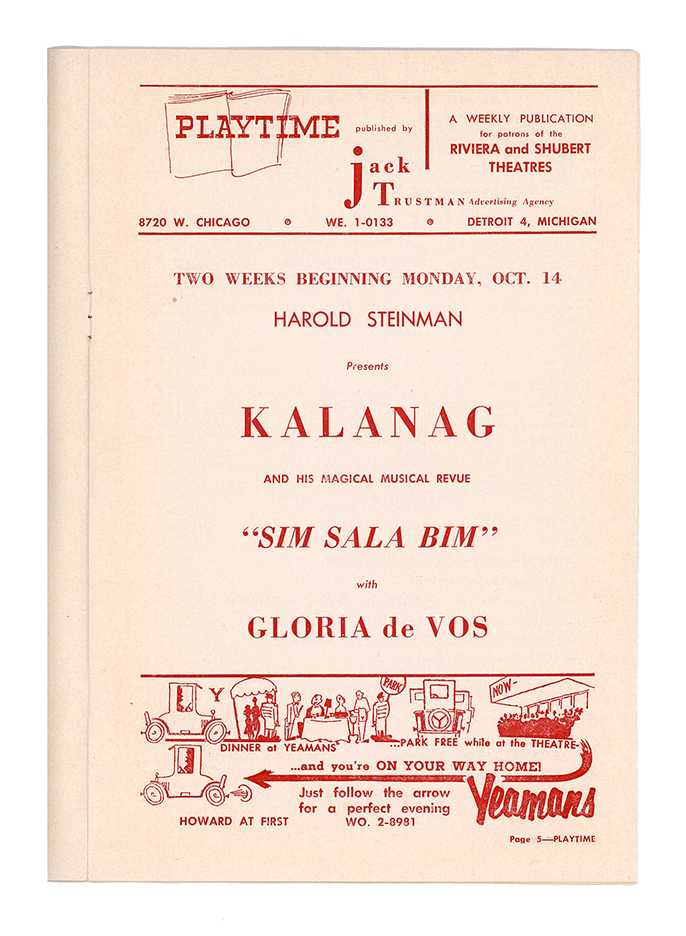 PLAYTIME published by
jack
TRUSTMAN Advertising Agency
A WEEKLY PUBLICATION
for patrons of the
RIVIERA and SHUBERT
THEATRES
8720 W. CHICAGO WE. 1-0133 DETROIT 4, MICHIGAN
TWO WEEKS BEGINNING MONDAY, OCT. 14
HAROLD STEINMAN
Presents
KALANAG
AND HIS MAGICAL MUSICAL REVUE
“SIM SALA BIM”
with
GLORIA de VOS
Y
PARK
NOW-
DINNER at YEAMANS ...PARK FREE while at the THEATRE-
...and you're ON YOUR WAY HOME!
Just follow the arrow
for a perfect evening
Yeamans
HOWARD AT FIRST WO. 2-8981
Page 5—PLAYTIME